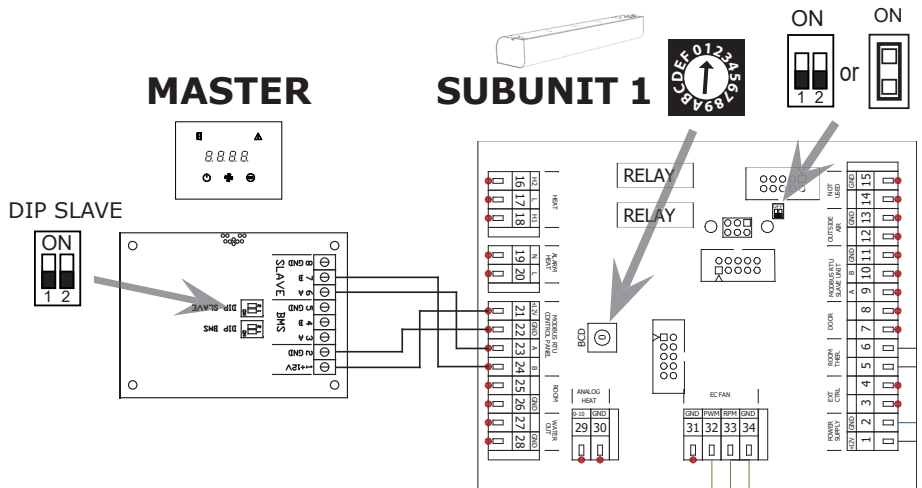 MASTER
SUBUNIT 1
ON
1 2
or
ON
0123456789ABCDEF
8.8.8.8.
DIP SLAVE
ON
1 2
SLAVE
8 GND
7 B
6 A
BMS
5 GND
4 B
3 A
2 GND
1 +12V
DIP SLAVE
DIP BMS
16 H2
17 L
18 H1
HEAT
19 N
20 L
ALARM
HEAT
21 +12V
22 GND
23 A
24 B
MODBUS RTU
CONTROL PANEL
25
26 GND
ROOM
27
28 GND
WATER
OUT
RELAY
RELAY
BCD
0
ANALOG
HEAT
0-10 GND
29 30
EC FAN
GND PWM RPM GND
31 32 33 34
NOT
USED
GND 15
14
OUTSIDE
AIR
GND 13
12
MODBUS RTU
SLANE UNIT
GND 11
B 10
A 9
DOOR
8
7
ROOM
THER.
6
5
EXT
CTRL
4
3
POWER
SUPPLY
GND 2
+12V 1